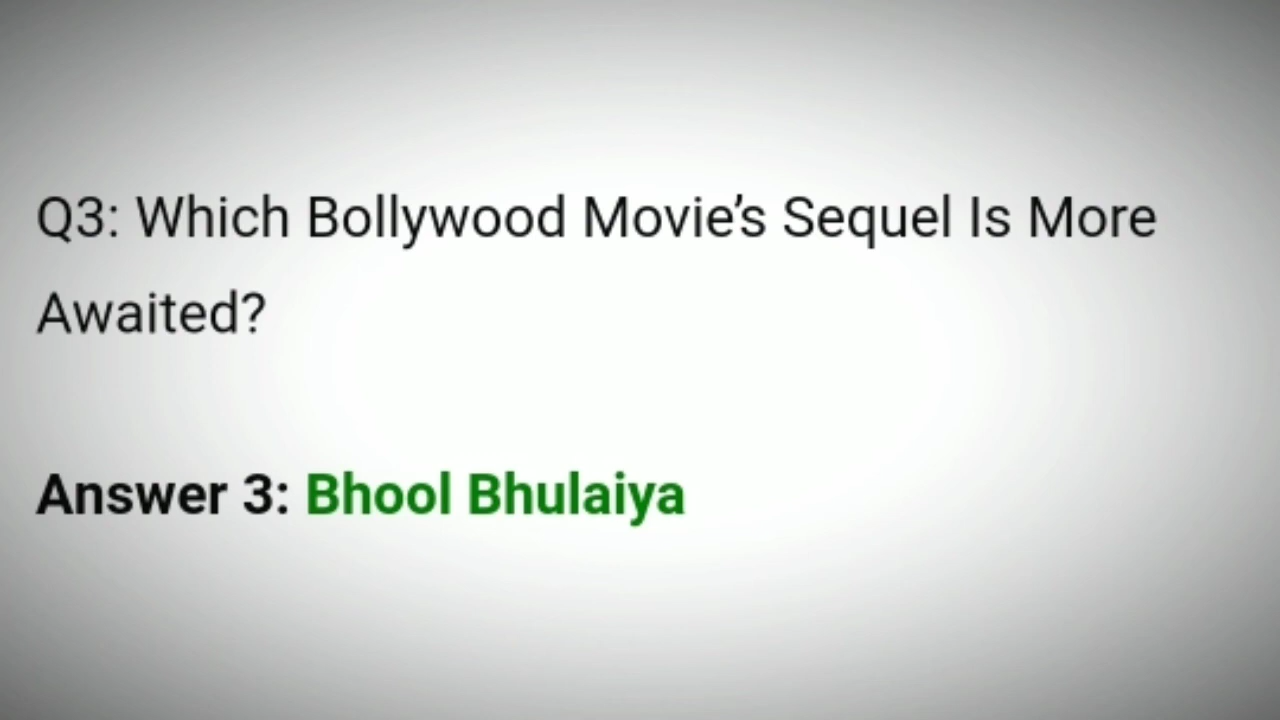 Q3: Which Bollywood Movie’s Sequel Is More
Awaited?
Answer 3: Bhool Bhulaiya